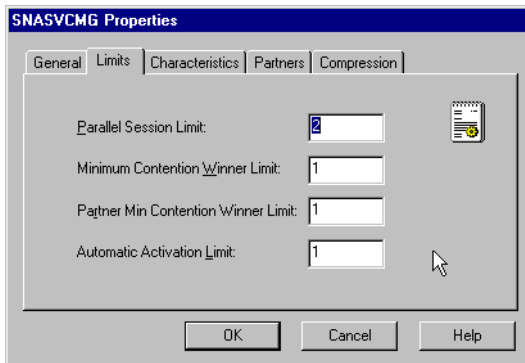 SNASVCMG Properties
General Limits Characteristics Partners Compression
Parallel Session Limit: 2
Minimum Contention Winner Limit: 1
Partner Min Contention Winner Limit: 1
Automatic Activation Limit: 1
OK Cancel Help